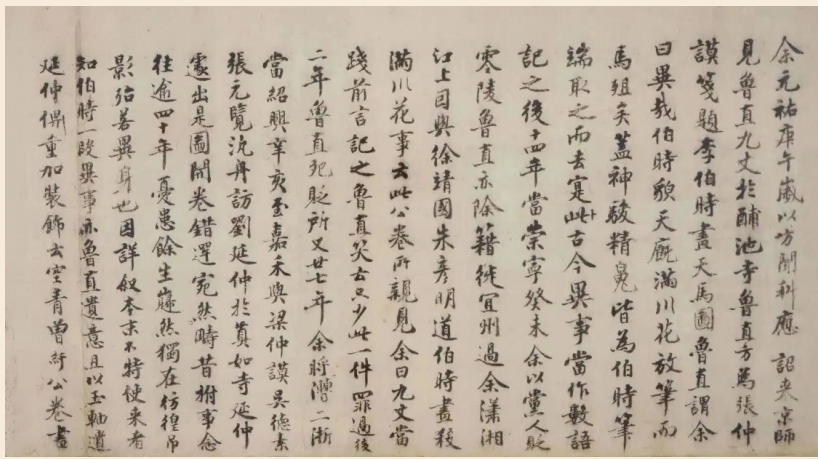 余元祐庚午歲以方聞科應詔來京師
見魯直九丈於酺池寺魯直方為張仲
謨箋題李伯時畫天馬圖魯直謂余
曰異哉伯時貌天廄滿川花放筆而
馬殂矣蓋神駿精魄皆為伯時筆
端取之而去寔古今異事當作數語
記之後十四年當崇寧癸未余以黨人貶
零陵魯直亦除籍徙宜州過余瀟湘
江上因與徐靖國朱彥明道伯時畫殺
滿川花事云此公卷所親見余曰九丈當
踐前言記之魯直笑云只少此一件罪過後
二年魯直死貶所又廿七年余將漕二浙
當紹興辛亥至嘉禾與梁仲謨吳德素
張元覽汎舟訪劉延仲於真如寺延仲
遽出是圖開卷錯愕宛然疇昔拊事念
往逾四十年憂患餘生巋然獨在彷徨弔
影殆若異身也因詳敘本末不特使來者
知伯時一段異事亦魯直遺意且以玉軸遺
延仲俾重加裝飾云空青曾紆公卷書